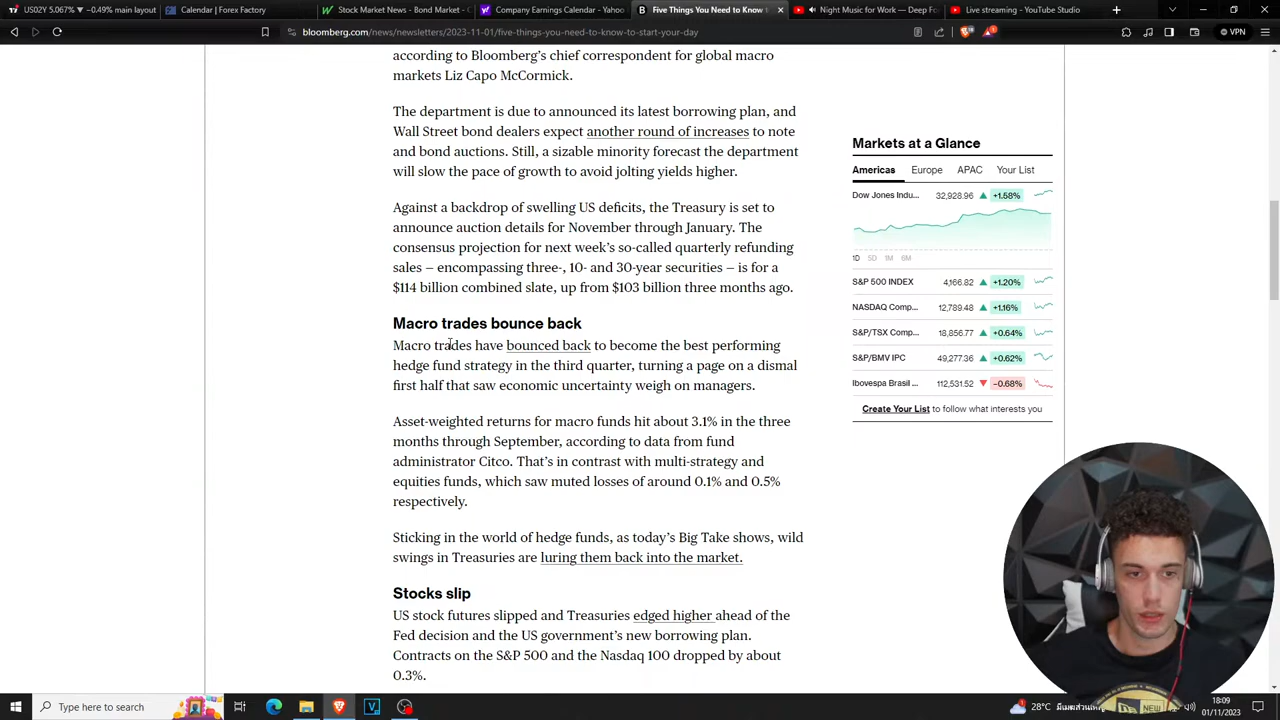 US02Y 5.067% ▼ −0.49% main layout
Calendar | Forex Factory
Stock Market News - Bond Market - C
Company Earnings Calendar - Yahoo
Five Things You Need to Know to
Night Music for Work — Deep Fo
Live streaming - YouTube Studio
bloomberg.com/news/newsletters/2023-11-01/five-things-you-need-to-know-to-start-your-day
VPN
according to Bloomberg's chief correspondent for global macro
markets Liz Capo McCormick.
The department is due to announced its latest borrowing plan, and
Wall Street bond dealers expect another round of increases to note
and bond auctions. Still, a sizable minority forecast the department
will slow the pace of growth to avoid jolting yields higher.
Against a backdrop of swelling US deficits, the Treasury is set to
announce auction details for November through January. The
consensus projection for next week's so-called quarterly refunding
sales — encompassing three-, 10- and 30-year securities — is for a
$114 billion combined slate, up from $103 billion three months ago.
Macro trades bounce back
Macro trades have bounced back to become the best performing
hedge fund strategy in the third quarter, turning a page on a dismal
first half that saw economic uncertainty weigh on managers.
Asset-weighted returns for macro funds hit about 3.1% in the three
months through September, according to data from fund
administrator Citco. That's in contrast with multi-strategy and
equities funds, which saw muted losses of around 0.1% and 0.5%
respectively.
Sticking in the world of hedge funds, as today's Big Take shows, wild
swings in Treasuries are luring them back into the market.
Stocks slip
US stock futures slipped and Treasuries edged higher ahead of the
Fed decision and the US government's new borrowing plan.
Contracts on the S&P 500 and the Nasdaq 100 dropped by about
0.3%.
Markets at a Glance
Americas Europe APAC Your List
Dow Jones Indu... 32,928.96 ▲ +1.58%
1D 5D 1M 6M
S&P 500 INDEX 4,166.82 ▲ +1.20%
NASDAQ Comp... 12,789.48 ▲ +1.16%
S&P/TSX Comp... 18,856.77 ▲ +0.64%
S&P/BMV IPC 49,277.36 ▲ +0.62%
Ibovespa Brasil ... 112,531.52 ▼ −0.68%
Create Your List to follow what interests you
Type here to search
28°C
NEW
18:09
01/11/2023